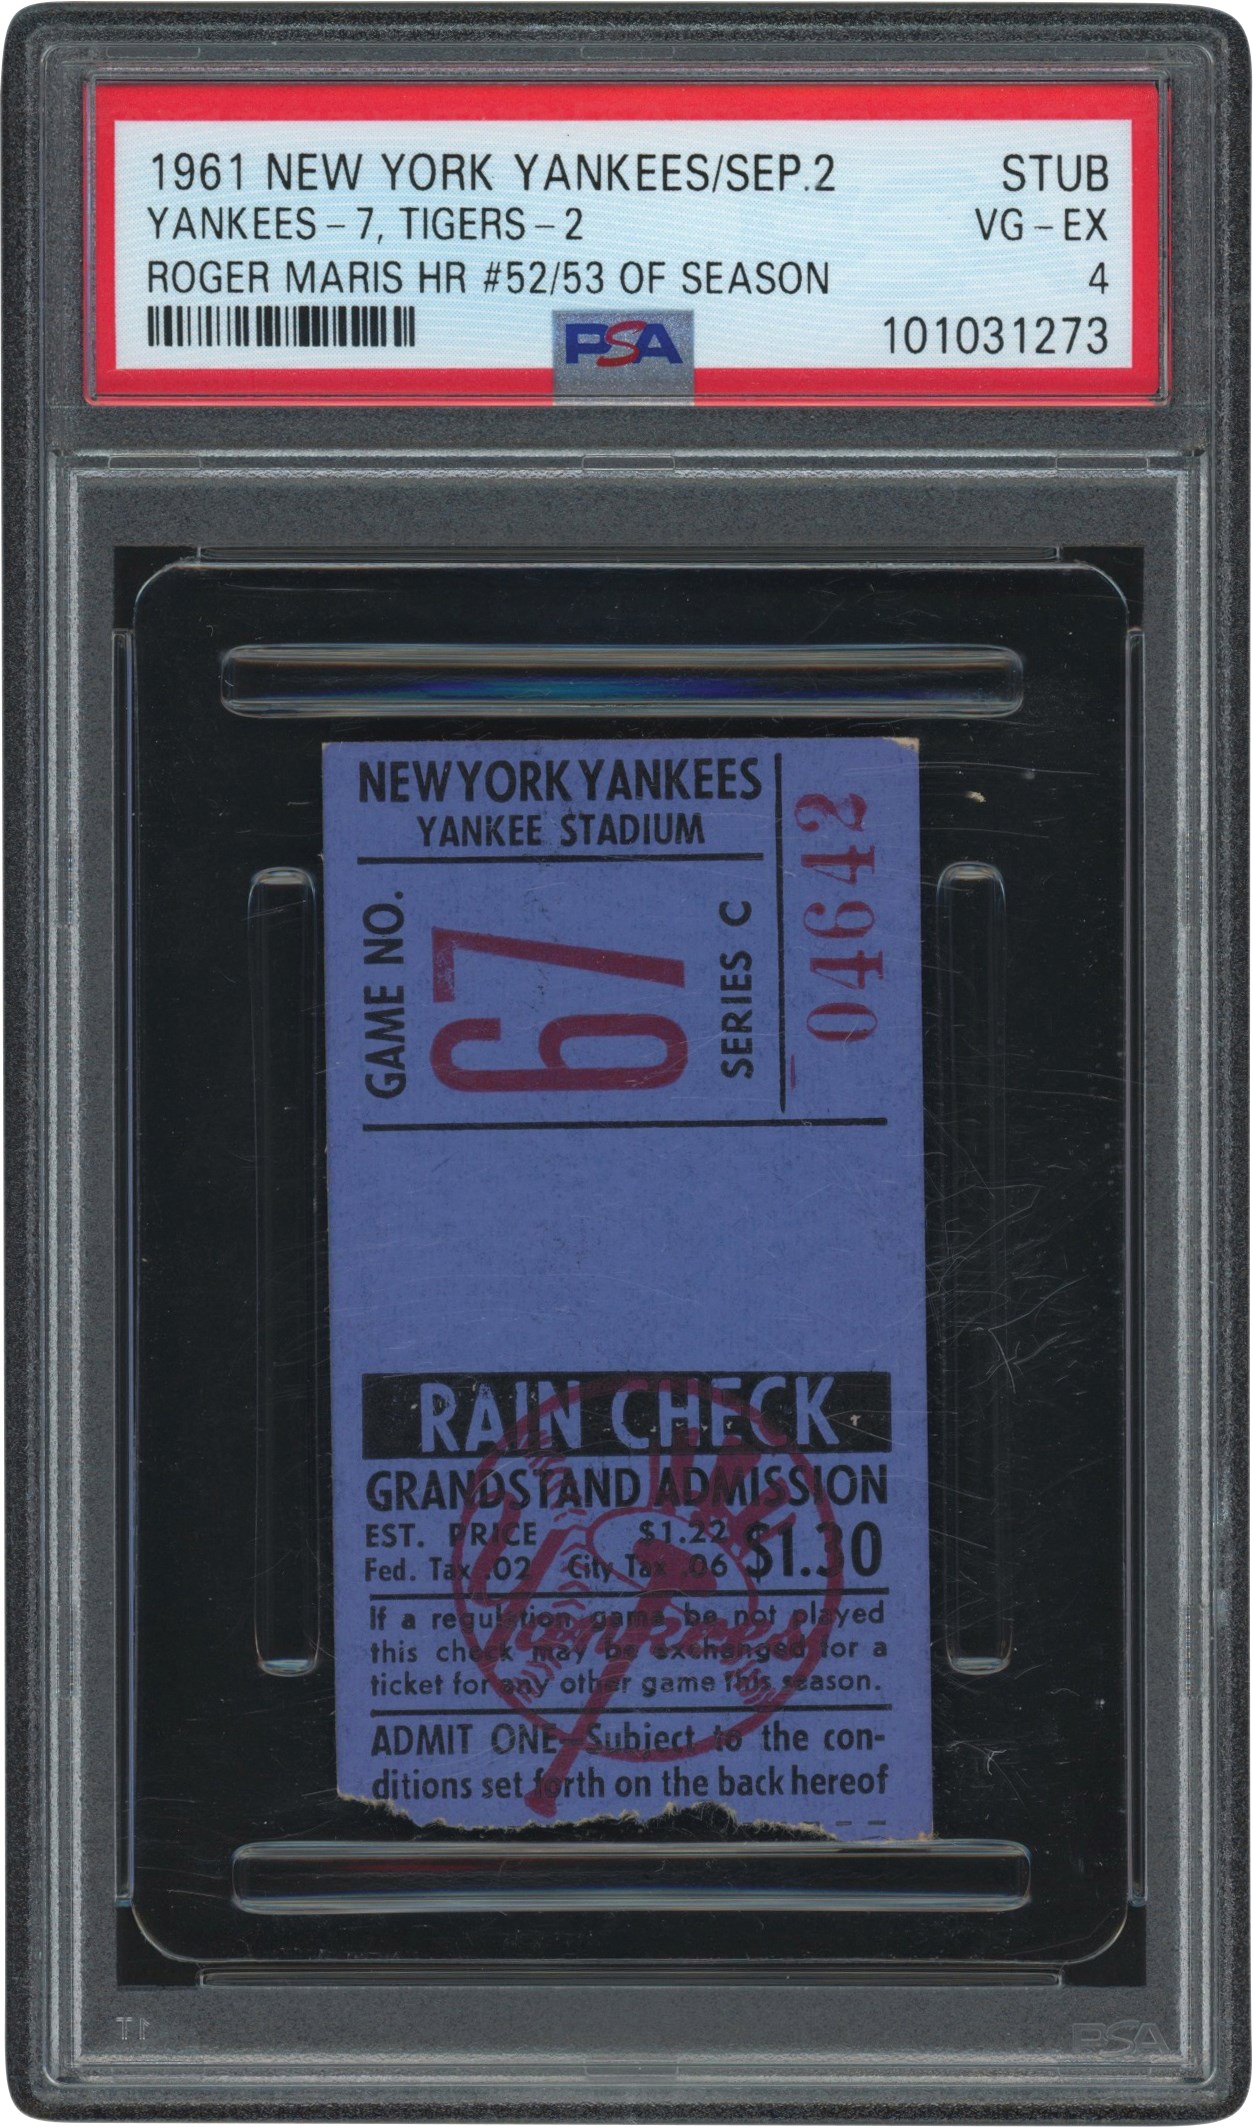 1961 NEW YORK YANKEES/SEP.2 STUB
YANKEES-7, TIGERS-2 VG-EX
ROGER MARIS HR #52/53 OF SEASON 4
PSA 101031273
NEW YORK YANKEES
YANKEE STADIUM
GAME NO.
67
SERIES C
04642
RAIN CHECK
GRANDSTAND ADMISSION
EST. PRICE $1.22 $1.30
Fed. Tax .02 City Tax .06
If a regulation game be not played
this check may be exchanged for a
ticket for any other game this season.
ADMIT ONE—Subject to the con-
ditions set forth on the back hereof
Yankees
PSA